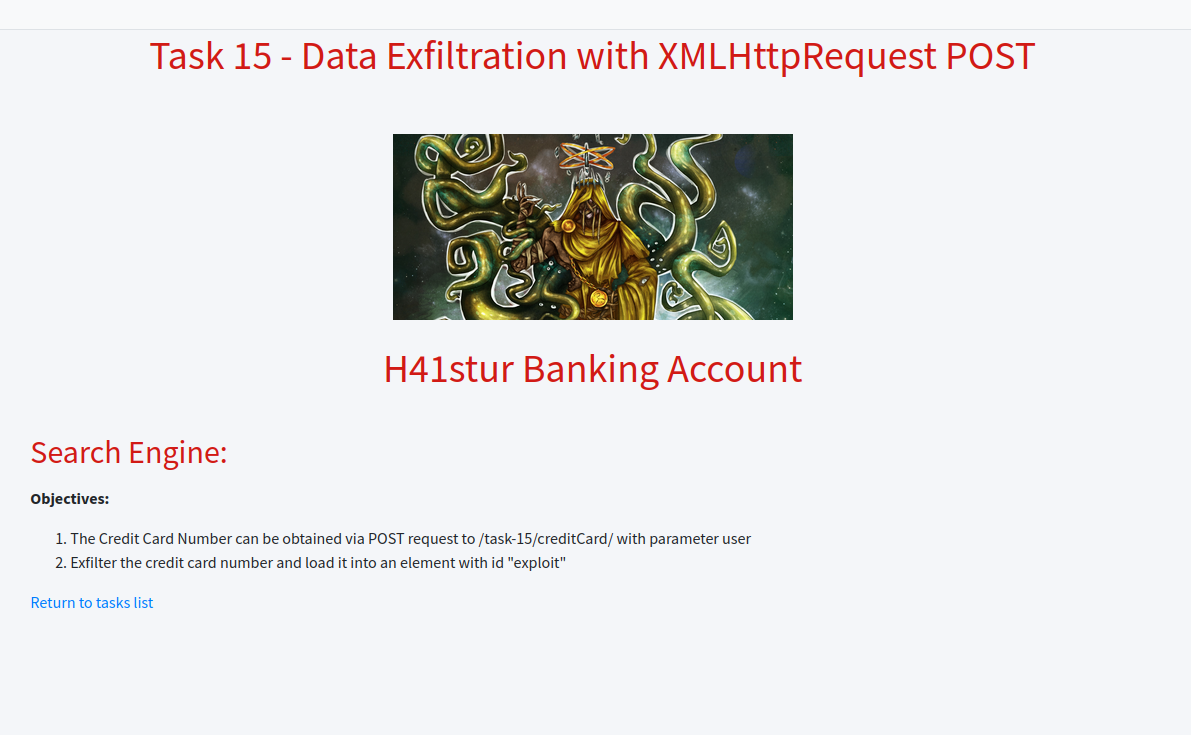 Task 15 - Data Exfiltration with XMLHttpRequest POST
H41stur Banking Account
Search Engine:
Objectives:
1. The Credit Card Number can be obtained via POST request to /task-15/creditCard/ with parameter user
2. Exfilter the credit card number and load it into an element with id "exploit"
Return to tasks list